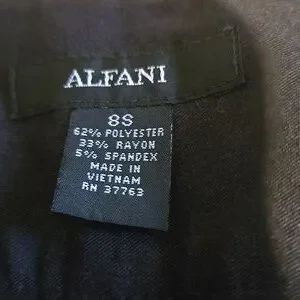 ALFANI
8S
62% POLYESTER
33% RAYON
5% SPANDEX
MADE IN
VIETNAM
RN 37763